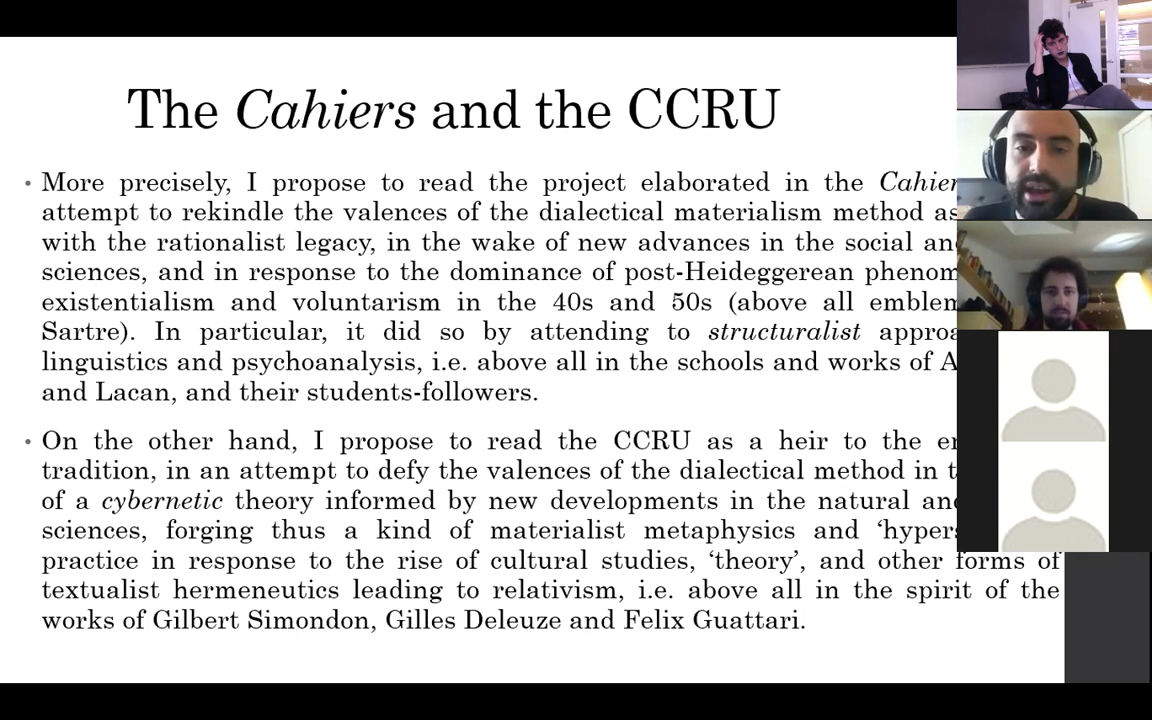 The Cahiers and the CCRU
• More precisely, I propose to read the project elaborated in the
attempt to rekindle the valences of the dialectical materialism method as
with the rationalist legacy, in the wake of new advances in the social
sciences, and in response to the dominance of post-Heideggerean
existentialism and voluntarism in the 40s and 50s (above all
Sartre). In particular, it did so by attending to structuralist
linguistics and psychoanalysis, i.e. above all in the schools and works of
and Lacan, and their students-followers.
• On the other hand, I propose to read the CCRU as a heir to the
tradition, in an attempt to defy the valences of the dialectical method in
of a cybernetic theory informed by new developments in the natural
sciences, forging thus a kind of materialist metaphysics and
practice in response to the rise of cultural studies, ‘theory’, and other forms of
textualist hermeneutics leading to relativism, i.e. above all in the spirit of the
works of Gilbert Simondon, Gilles Deleuze and Felix Guattari.